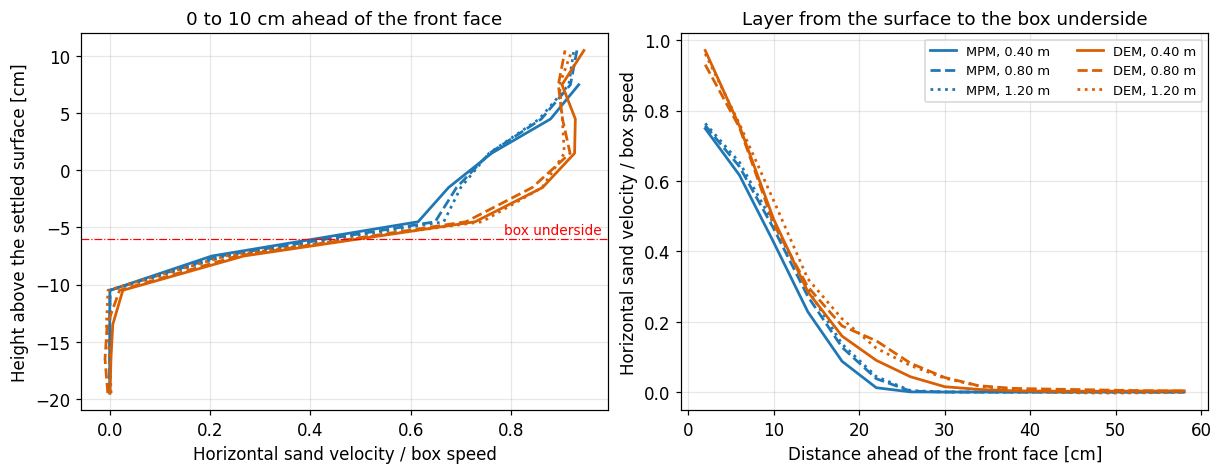 0 to 10 cm ahead of the front face
Height above the settled surface [cm]
10
5
0
−5
−10
−15
−20
box underside
0.0 0.2 0.4 0.6 0.8
Horizontal sand velocity / box speed
Layer from the surface to the box underside
Horizontal sand velocity / box speed
1.0
0.8
0.6
0.4
0.2
0.0
MPM, 0.40 m DEM, 0.40 m
MPM, 0.80 m DEM, 0.80 m
MPM, 1.20 m DEM, 1.20 m
0 10 20 30 40 50 60
Distance ahead of the front face [cm]